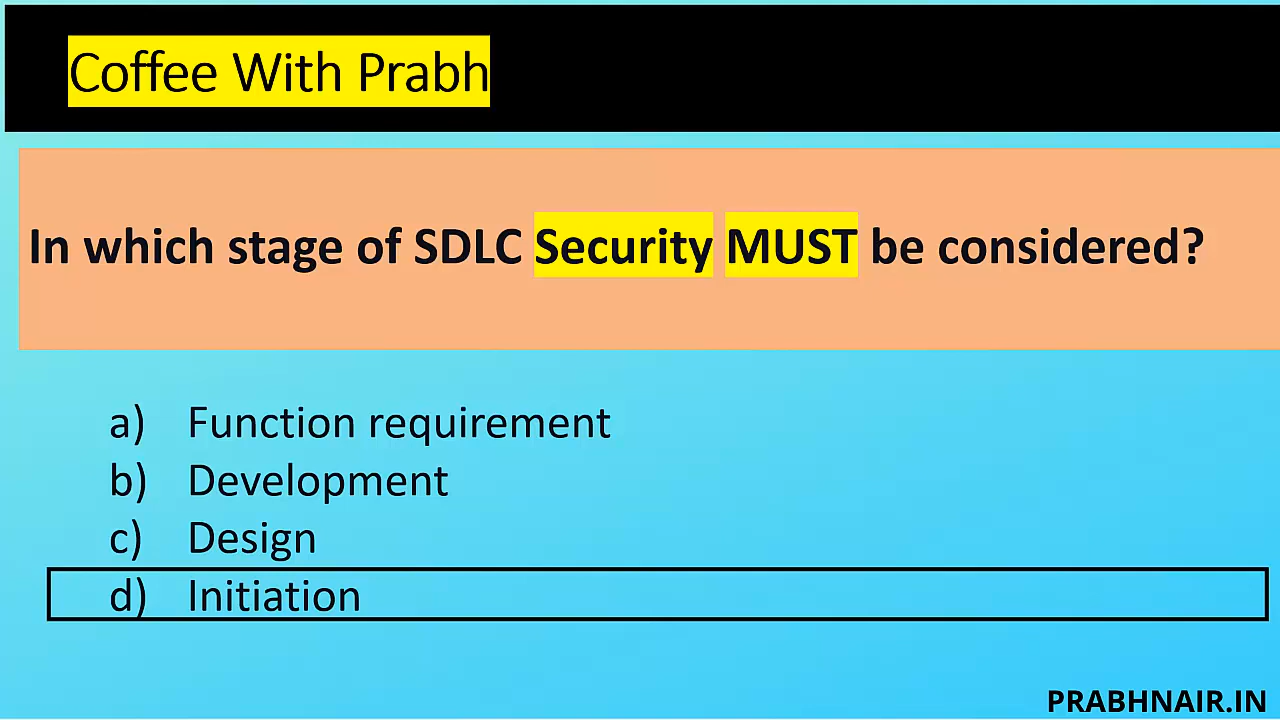 Coffee With Prabh
In which stage of SDLC Security MUST be considered?
a) Function requirement
b) Development
c) Design
d) Initiation
PRABHNAIR.IN